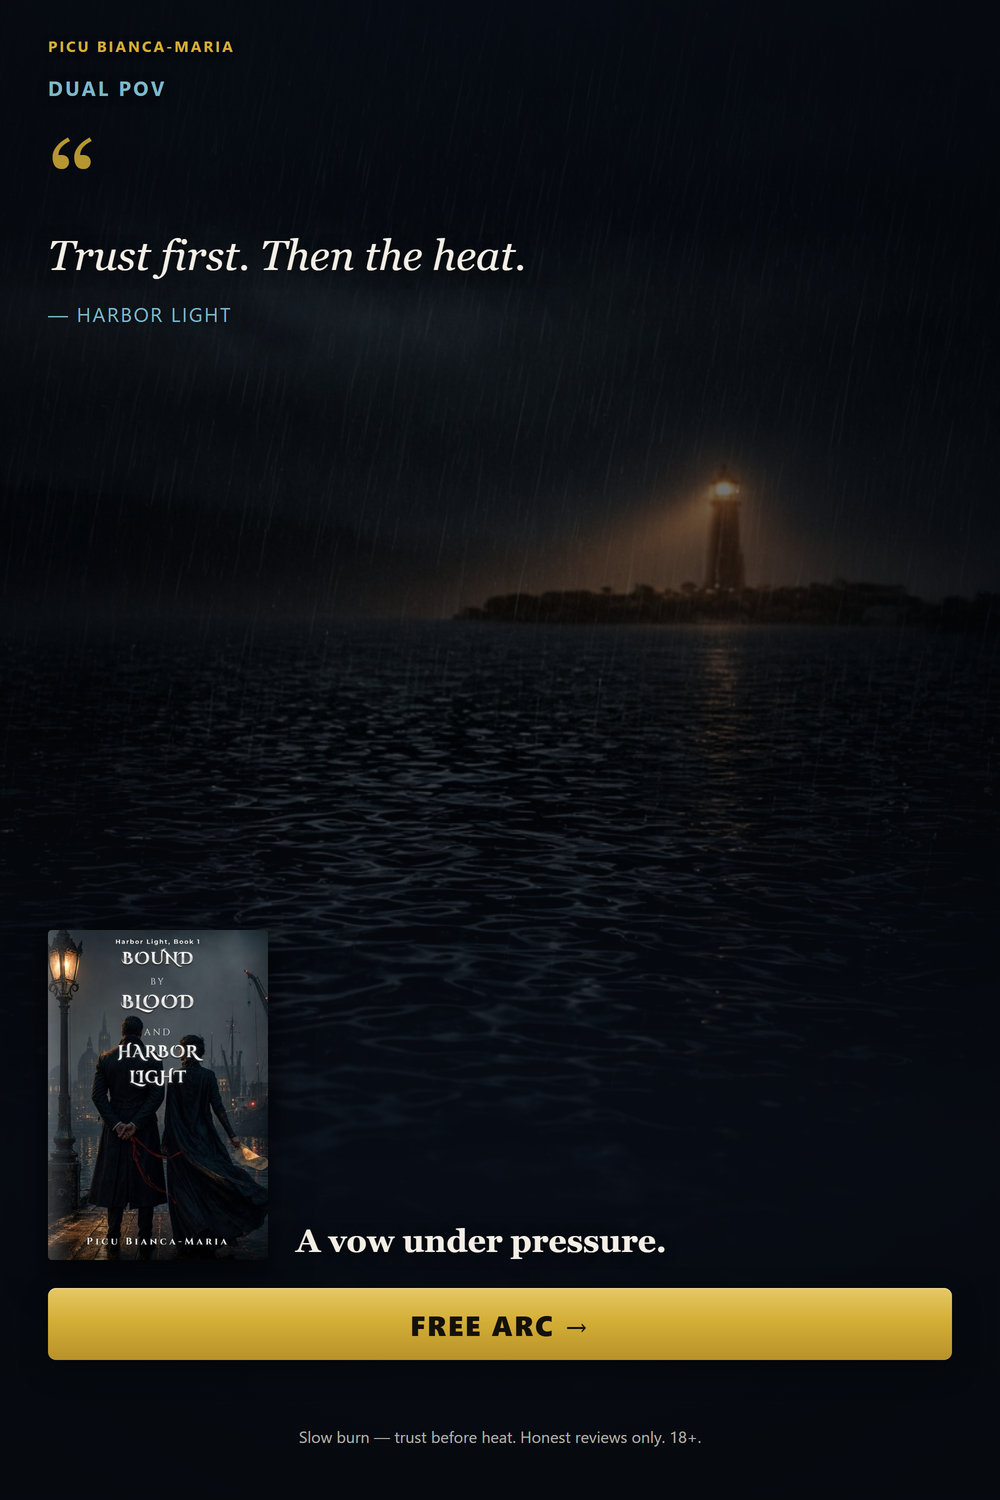 PICU BIANCA-MARIA
DUAL POV
“
Trust first. Then the heat.
— HARBOR LIGHT
Harbor Light, Book 1
BOUND
BY
BLOOD
AND
HARBOR
LIGHT
PICU BIANCA-MARIA
A vow under pressure.
FREE ARC →
Slow burn — trust before heat. Honest reviews only. 18+.